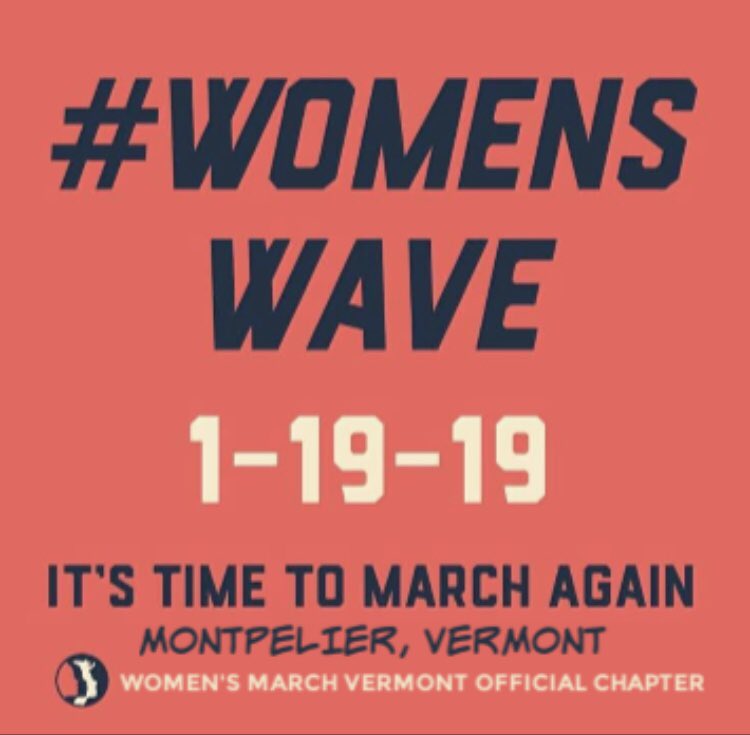 #WOMENS
WAVE
1-19-19
IT'S TIME TO MARCH AGAIN
MONTPELIER, VERMONT
WOMEN'S MARCH VERMONT OFFICIAL CHAPTER